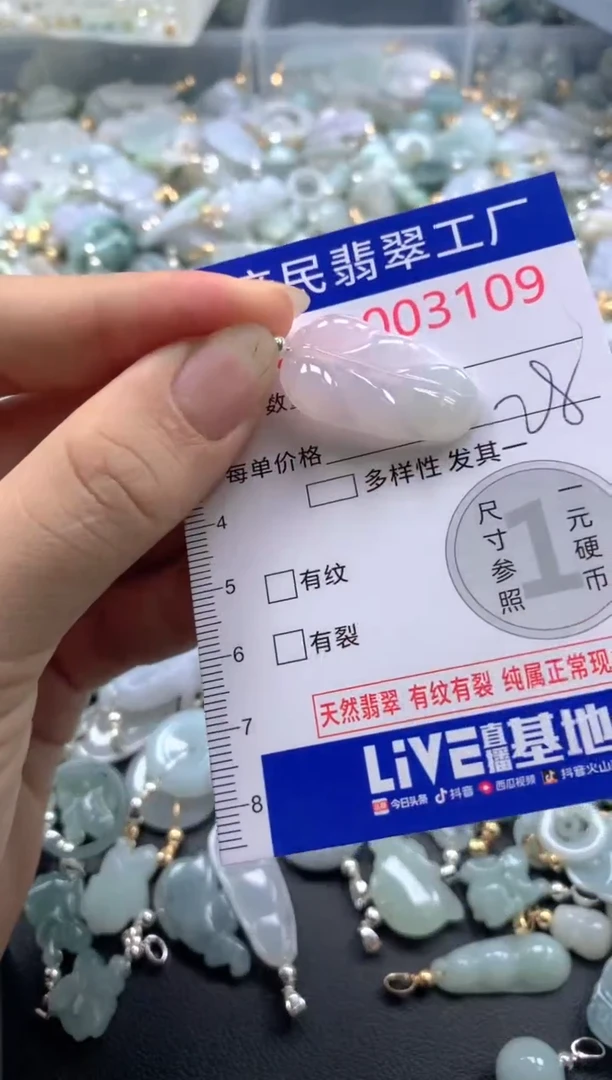 民翡翠工厂
003109
数
28
每单价格
多样性 发其一
尺寸参照
1
一元硬币
4
5
有纹
6
有裂
天然翡翠 有纹有裂 纯属正常现
7
LiVE直播基地
今日头条 抖音 西瓜视频 抖音火山
8